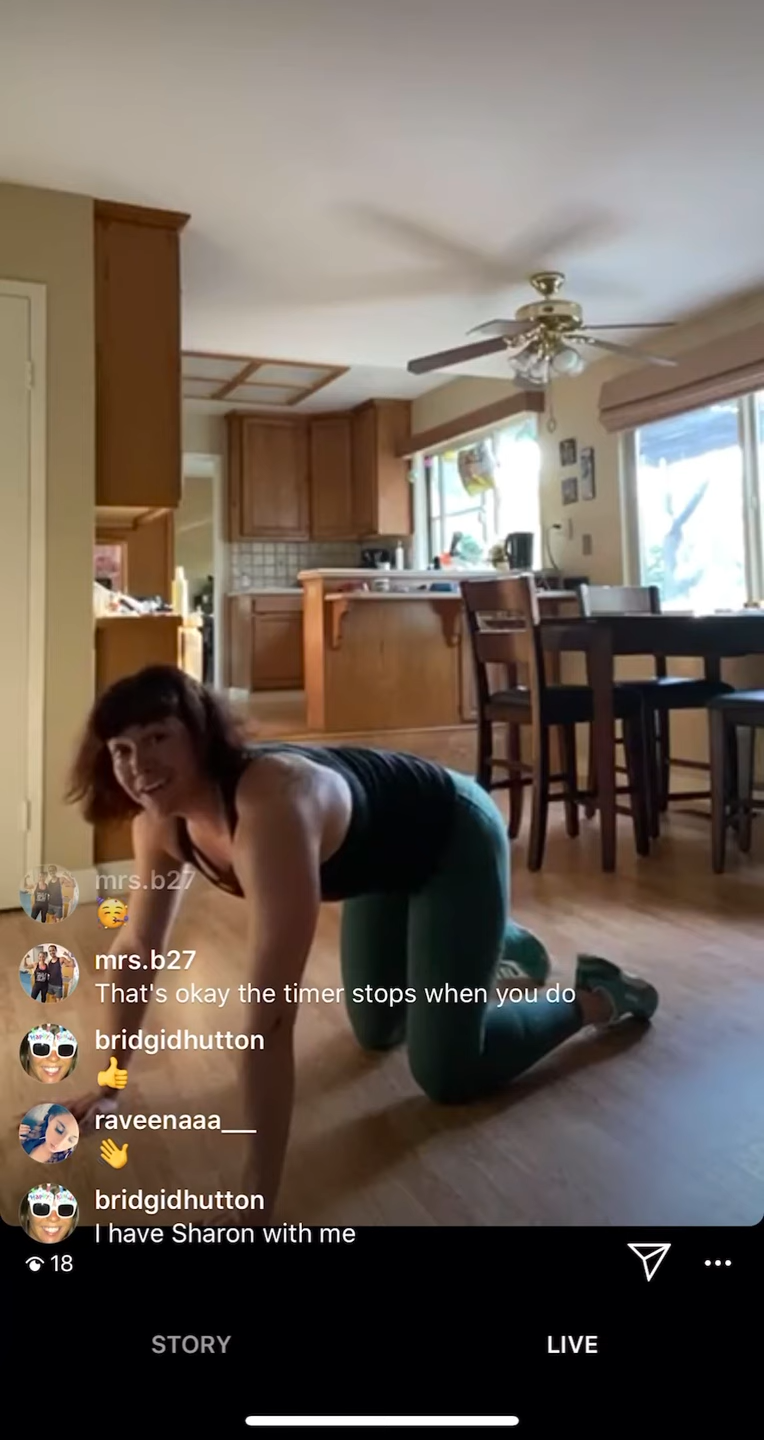 mrs.b27
🥳
mrs.b27
That's okay the timer stops when you do
bridgidhutton
👍
raveenaaa___
👋
bridgidhutton
I have Sharon with me
18
STORY
LIVE